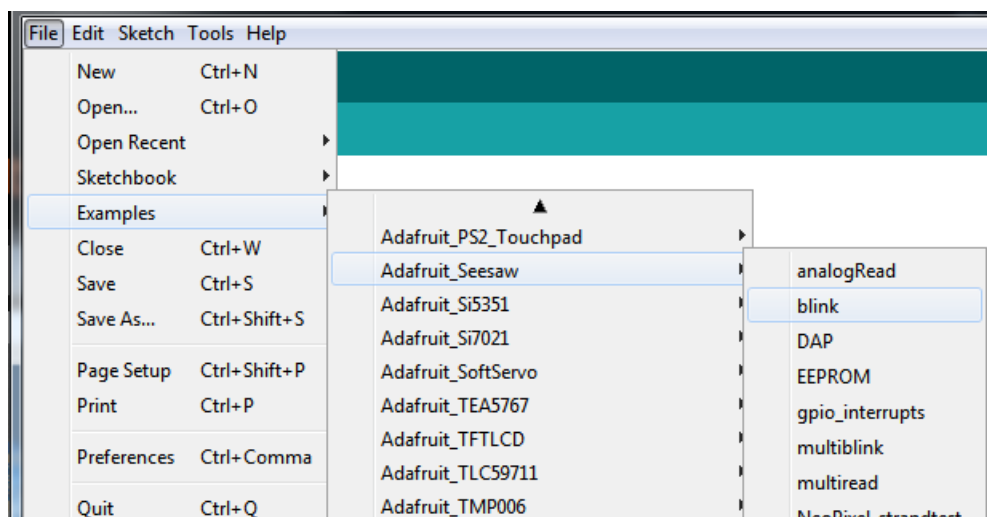 File Edit Sketch Tools Help
New Ctrl+N
Open... Ctrl+O
Open Recent
Sketchbook
Examples
Close Ctrl+W
Save Ctrl+S
Save As... Ctrl+Shift+S
Page Setup Ctrl+Shift+P
Print Ctrl+P
Preferences Ctrl+Comma
Quit Ctrl+Q
Adafruit_PS2_Touchpad
Adafruit_Seesaw
Adafruit_Si5351
Adafruit_Si7021
Adafruit_SoftServo
Adafruit_TEA5767
Adafruit_TFTLCD
Adafruit_TLC59711
Adafruit_TMP006
analogRead
blink
DAP
EEPROM
gpio_interrupts
multiblink
multiread
NeoPixel_strandtest